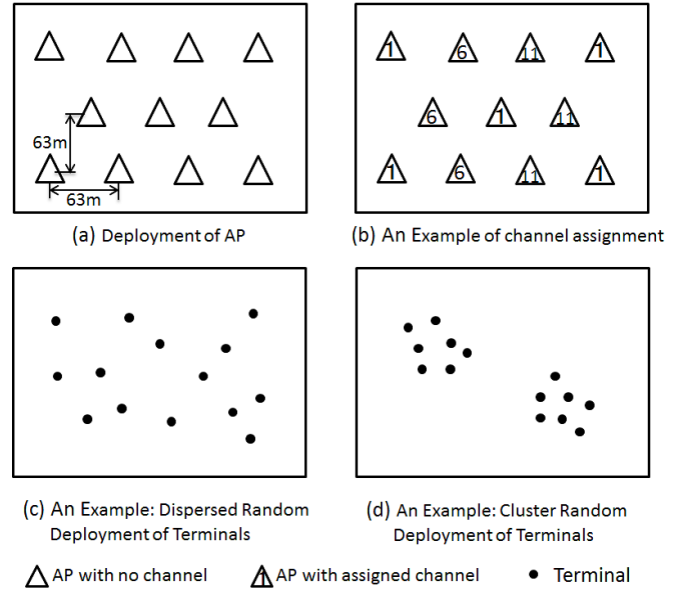 63m
63m
(a) Deployment of AP
1 6 11 1
6 1 11
1 6 11 1
(b) An Example of channel assignment
(c) An Example: Dispersed Random
Deployment of Terminals
(d) An Example: Cluster Random
Deployment of Terminals
AP with no channel
1 AP with assigned channel
Terminal